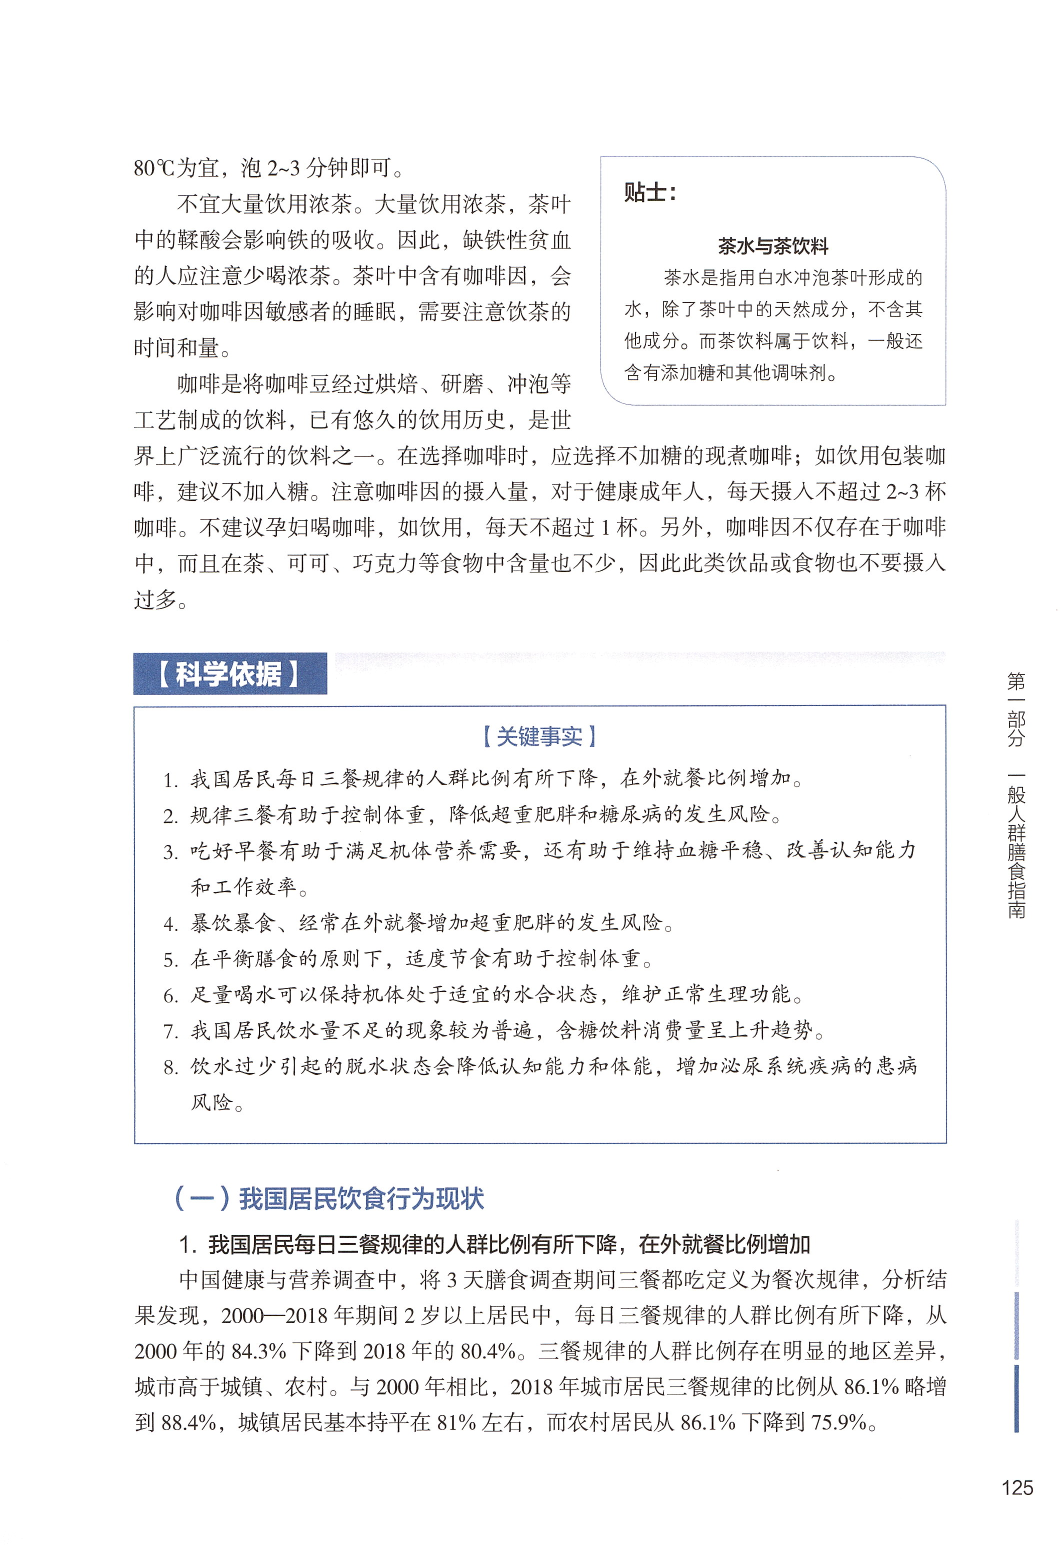 80℃为宜，泡 2~3 分钟即可。
不宜大量饮用浓茶。大量饮用浓茶，茶叶
中的鞣酸会影响铁的吸收。因此，缺铁性贫血
的人应注意少喝浓茶。茶叶中含有咖啡因，会
影响对咖啡因敏感者的睡眠，需要注意饮茶的
时间和量。
咖啡是将咖啡豆经过烘焙、研磨、冲泡等
工艺制成的饮料，已有悠久的饮用历史，是世
界上广泛流行的饮料之一。在选择咖啡时，应选择不加糖的现煮咖啡；如饮用包装咖
啡，建议不加入糖。注意咖啡因的摄入量，对于健康成年人，每天摄入不超过 2~3 杯
咖啡。不建议孕妇喝咖啡，如饮用，每天不超过 1 杯。另外，咖啡因不仅存在于咖啡
中，而且在茶、可可、巧克力等食物中含量也不少，因此此类饮品或食物也不要摄入
过多。
贴士：
茶水与茶饮料
茶水是指用白水冲泡茶叶形成的
水，除了茶叶中的天然成分，不含其
他成分。而茶饮料属于饮料，一般还
含有添加糖和其他调味剂。
【科学依据】
【关键事实】
1. 我国居民每日三餐规律的人群比例有所下降，在外就餐比例增加。
2. 规律三餐有助于控制体重，降低超重肥胖和糖尿病的发生风险。
3. 吃好早餐有助于满足机体营养需要，还有助于维持血糖平稳、改善认知能力
和工作效率。
4. 暴饮暴食、经常在外就餐增加超重肥胖的发生风险。
5. 在平衡膳食的原则下，适度节食有助于控制体重。
6. 足量喝水可以保持机体处于适宜的水合状态，维护正常生理功能。
7. 我国居民饮水量不足的现象较为普遍，含糖饮料消费量呈上升趋势。
8. 饮水过少引起的脱水状态会降低认知能力和体能，增加泌尿系统疾病的患病
风险。
（一）我国居民饮食行为现状
1. 我国居民每日三餐规律的人群比例有所下降，在外就餐比例增加
中国健康与营养调查中，将 3 天膳食调查期间三餐都吃定义为餐次规律，分析结
果发现，2000—2018 年期间 2 岁以上居民中，每日三餐规律的人群比例有所下降，从
2000 年的 84.3% 下降到 2018 年的 80.4%。三餐规律的人群比例存在明显的地区差异，
城市高于城镇、农村。与 2000 年相比，2018 年城市居民三餐规律的比例从 86.1% 略增
到 88.4%，城镇居民基本持平在 81% 左右，而农村居民从 86.1% 下降到 75.9%。
第一部分 一般人群膳食指南
125